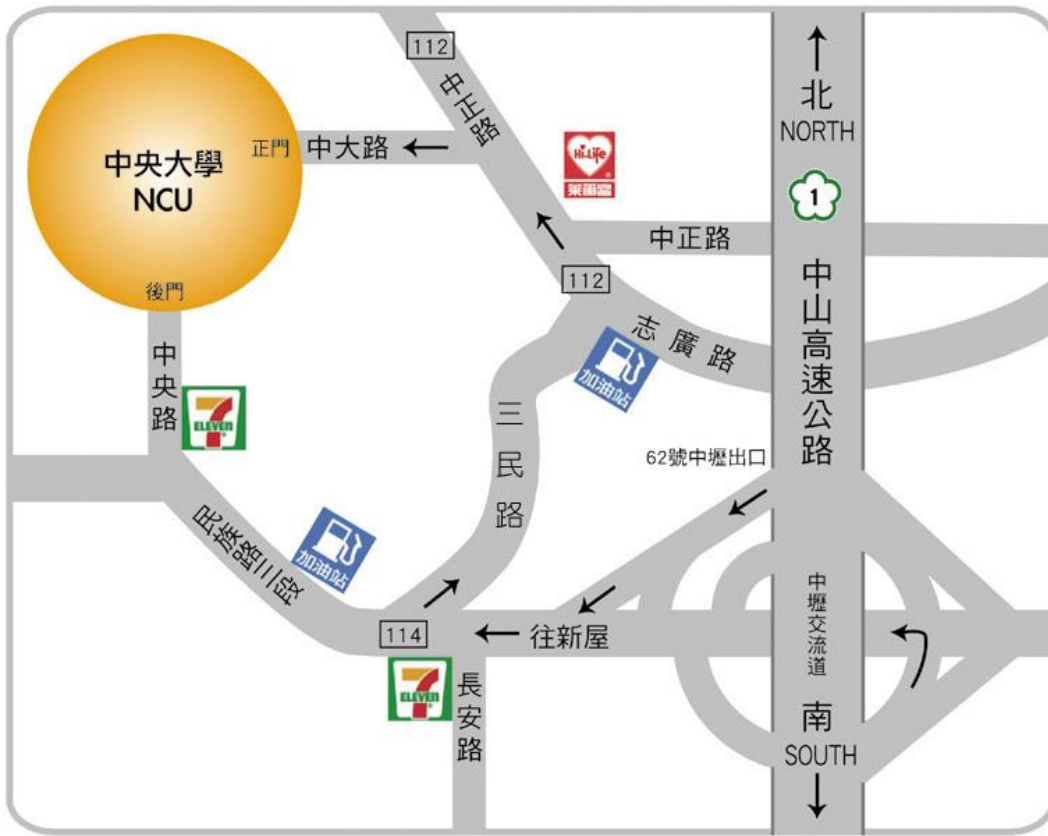 112
中正路
北
NORTH
1
中山高速公路
中央大學
NCU
正門
中大路
Hi-Life
萊爾富
中正路
112
後門
志廣路
加油站
中央路
7
ELEVEN
三民路
62號中壢出口
民族路三段
加油站
114
往新屋
中壢交流道
7
ELEVEN
長安路
南
SOUTH